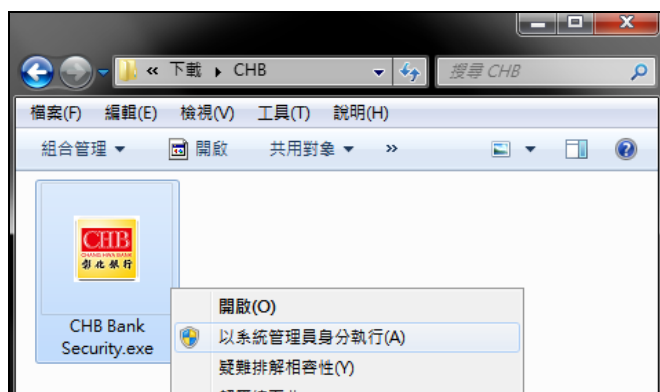 « 下載 ▸ CHB
搜尋 CHB
檔案(F) 編輯(E) 檢視(V) 工具(T) 說明(H)
組合管理 ▼ 開啟 共用對象 ▼ »
CHB
CHANG HWA BANK
彰化銀行
CHB Bank
Security.exe
開啟(O)
以系統管理員身分執行(A)
疑難排解相容性(Y)